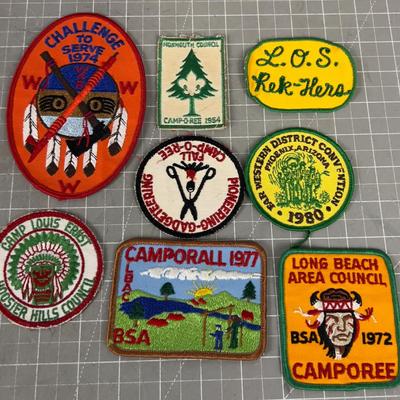 CHALLENGE
TO
SERVE
1974
W W
W
MONMOUTH COUNCIL
CAMP-O-REE 1954
L.O.S.
Rek-Hers
FALL
CAMP-O-REE
PIONEERING-GADGETEERING
FAR WESTERN DISTRICT CONVENTION
PHOENIX, ARIZONA
1980
CAMP LOUIS ERNST
HOOSIER HILLS COUNCIL
CAMPORALL 1977
LBAC
BSA
LONG BEACH
AREA COUNCIL
BSA 1972
CAMPOREE